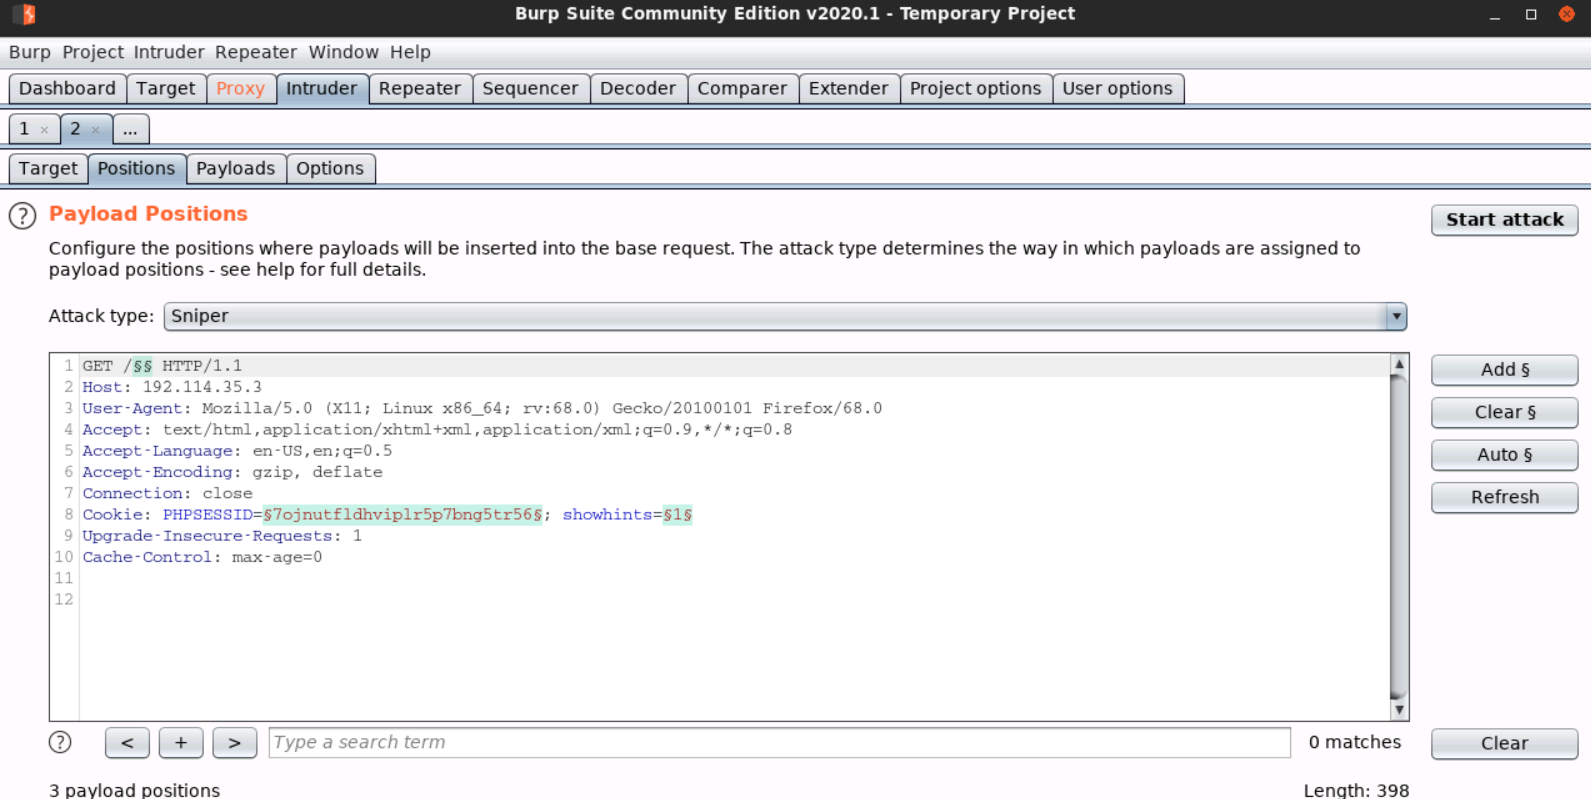 Burp Suite Community Edition v2020.1 - Temporary Project
Burp Project Intruder Repeater Window Help
Dashboard Target Proxy Intruder Repeater Sequencer Decoder Comparer Extender Project options User options
1 × 2 × ...
Target Positions Payloads Options
? Payload Positions
Start attack
Configure the positions where payloads will be inserted into the base request. The attack type determines the way in which payloads are assigned to
payload positions - see help for full details.
Attack type: Sniper
1 GET /§§ HTTP/1.1
2 Host: 192.114.35.3
3 User-Agent: Mozilla/5.0 (X11; Linux x86_64; rv:68.0) Gecko/20100101 Firefox/68.0
4 Accept: text/html,application/xhtml+xml,application/xml;q=0.9,*/*;q=0.8
5 Accept-Language: en-US,en;q=0.5
6 Accept-Encoding: gzip, deflate
7 Connection: close
8 Cookie: PHPSESSID=§7ojnutfldhviplr5p7bng5tr56§; showhints=§1§
9 Upgrade-Insecure-Requests: 1
10 Cache-Control: max-age=0
11
12
Add §
Clear §
Auto §
Refresh
? < + > Type a search term 0 matches Clear
3 payload positions Length: 398